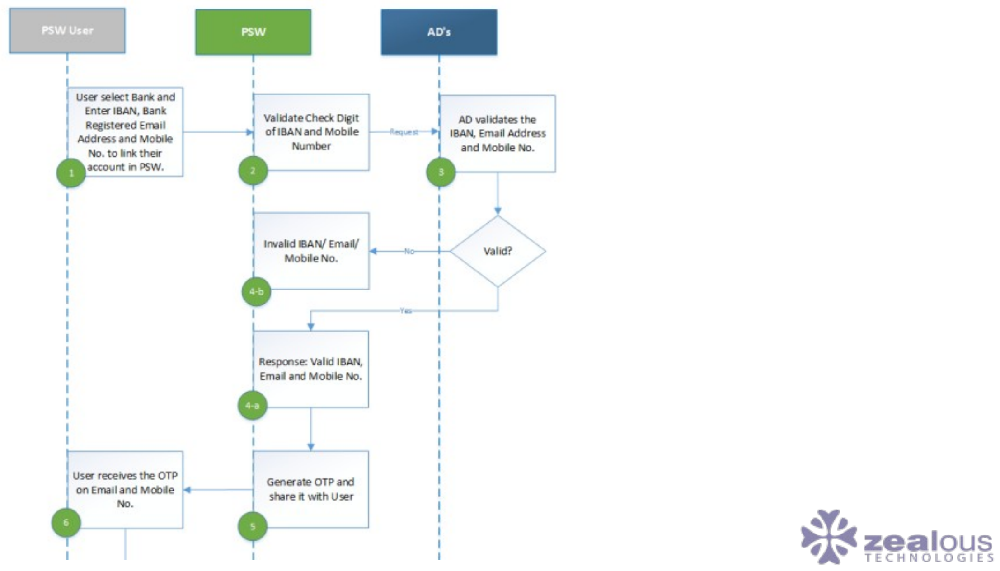 PSW User
PSW
AD's
User select Bank and
Enter IBAN, Bank
Registered Email
Address and Mobile
No. to link their
account in PSW.
1
Validate Check Digit
of IBAN and Mobile
Number
2
Request
AD validates the
IBAN, Email Address
and Mobile No.
3
Valid?
No
Invalid IBAN/ Email/
Mobile No.
4-b
Yes
Response: Valid IBAN,
Email and Mobile No.
4-a
Generate OTP and
share it with User
5
User receives the OTP
on Email and Mobile
No.
6
zealous
TECHNOLOGIES